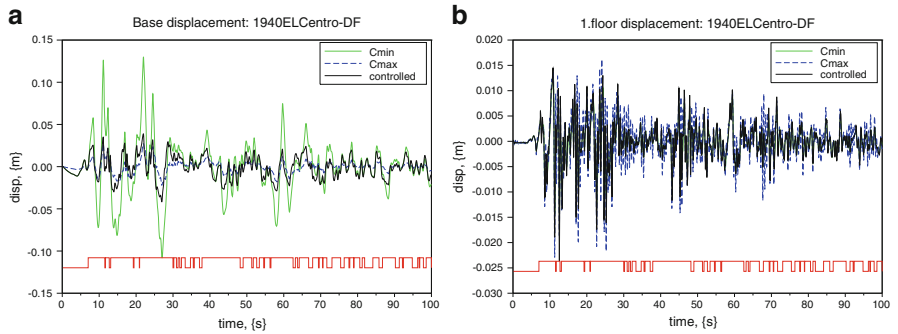 a
Base displacement: 1940ELCentro-DF
0.15
0.10
0.05
0.00
-0.05
-0.10
-0.15
disp, {m}
Cmin
Cmax
controlled
0 10 20 30 40 50 60 70 80 90 100
time, {s}
b
1.floor displacement: 1940ELCentro-DF
0.020
0.015
0.010
0.005
0.000
-0.005
-0.010
-0.015
-0.020
-0.025
-0.030
disp, {m}
Cmin
Cmax
controlled
0 10 20 30 40 50 60 70 80 90 100
time, {s}